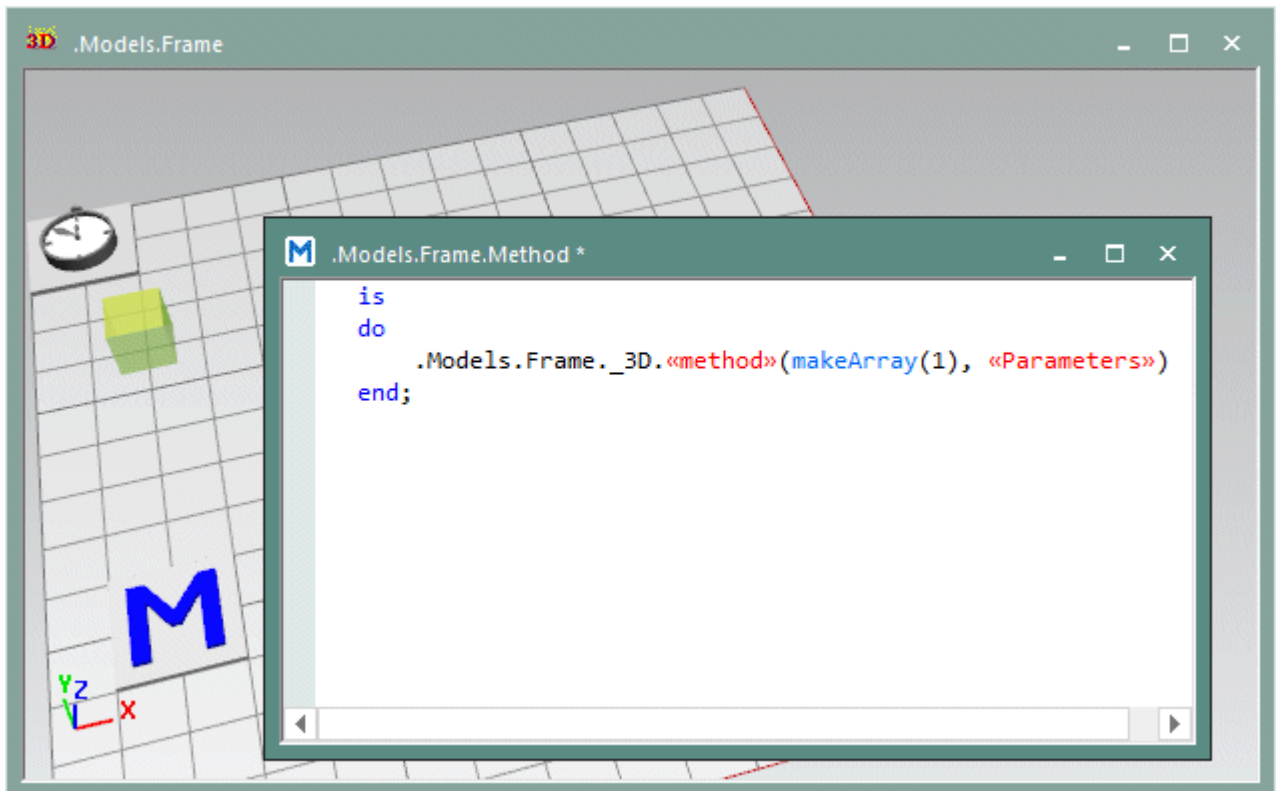 3D .Models.Frame
M .Models.Frame.Method *
is
do
.Models.Frame._3D.«method»(makeArray(1), «Parameters»)
end;
M
Y Z
X